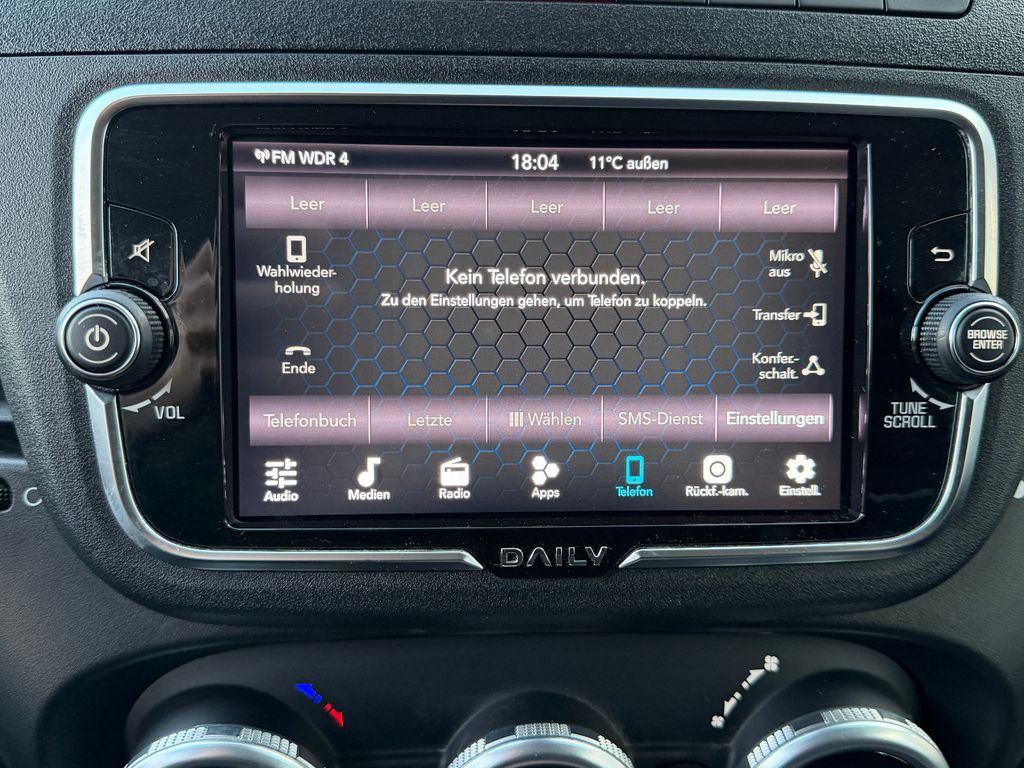 FM WDR 4
18:04
11°C außen
Leer
Leer
Leer
Leer
Leer
Wahlwieder-
holung
Kein Telefon verbunden.
Zu den Einstellungen gehen, um Telefon zu koppeln.
Mikro
aus
Transfer
Ende
Konfer-
schalt.
Telefonbuch
Letzte
Wählen
SMS-Dienst
Einstellungen
Audio
Medien
Radio
Apps
Telefon
Rückf.-kam.
Einstell.
VOL
BROWSE
ENTER
TUNE
SCROLL
DAILY